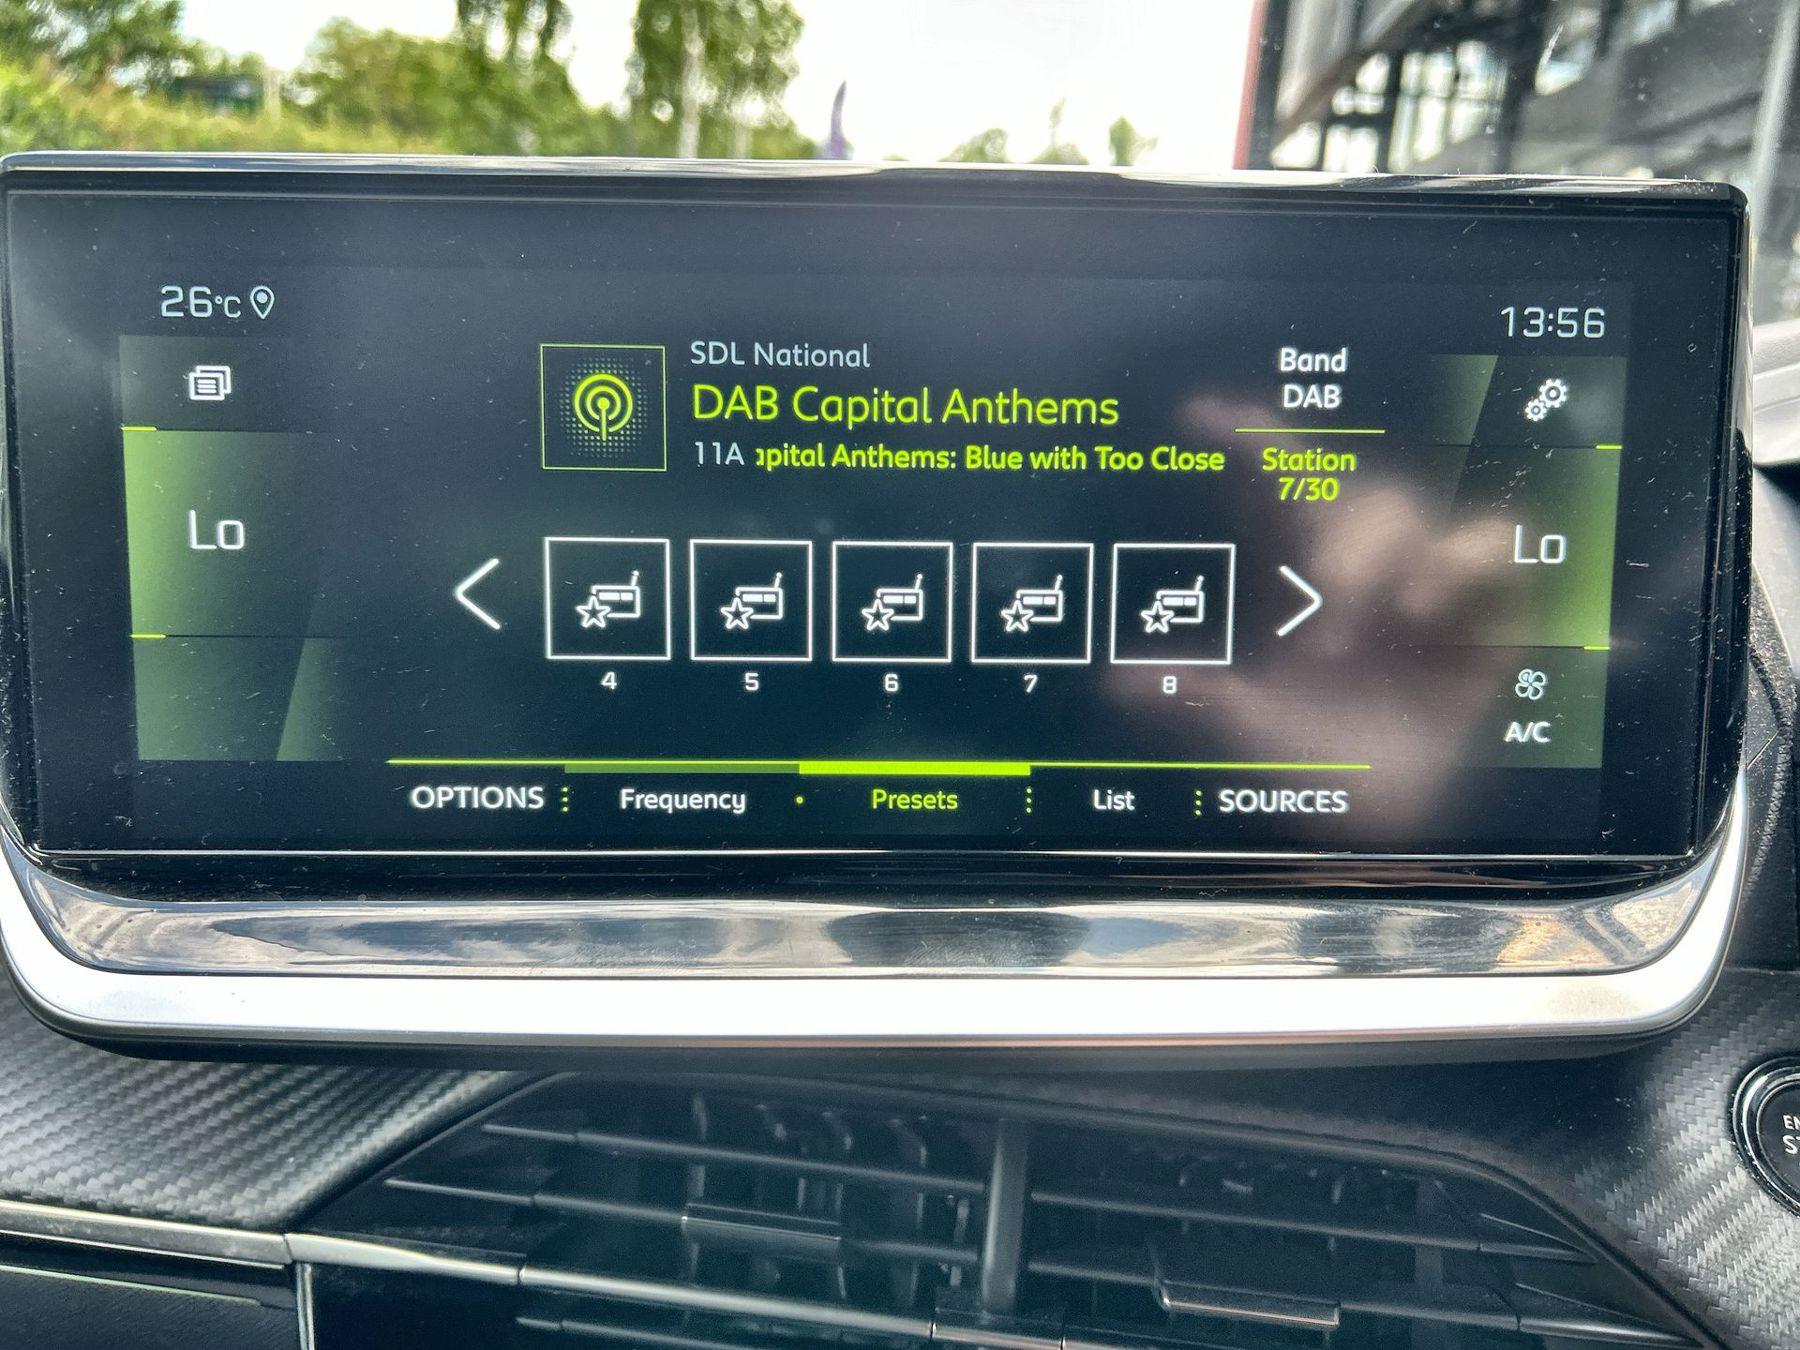 26°C
13:56
SDL National
DAB Capital Anthems
11A apital Anthems: Blue with Too Close
Band
DAB
Station
7/30
Lo
Lo
4 5 6 7 8
A/C
OPTIONS Frequency Presets List SOURCES